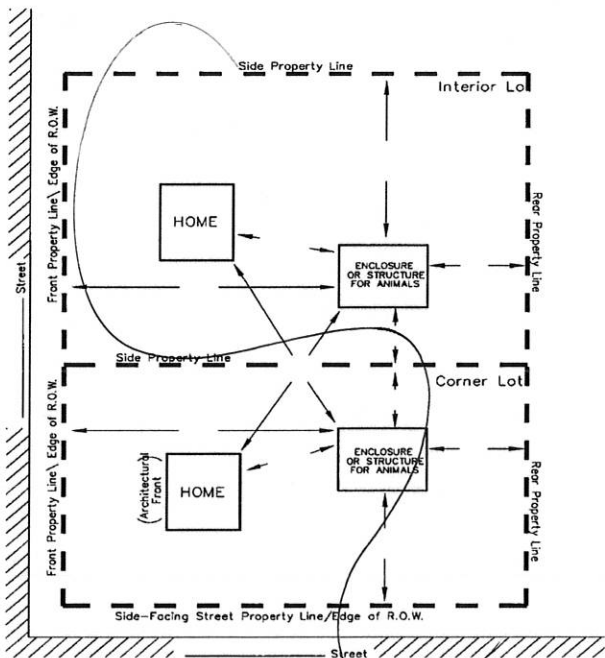 Side Property Line
Interior Lo
Front Property Line\ Edge of R.O.W.
HOME
ENCLOSURE
OR STRUCTURE
FOR ANIMALS
Rear Property Line
Street
Side Property Line
Corner Lot
Front Property Line\ Edge of R.O.W.
(Architectural
Front)
HOME
ENCLOSURE
OR STRUCTURE
FOR ANIMALS
Rear Property Line
Side-Facing Street Property Line/Edge of R.O.W.
Street